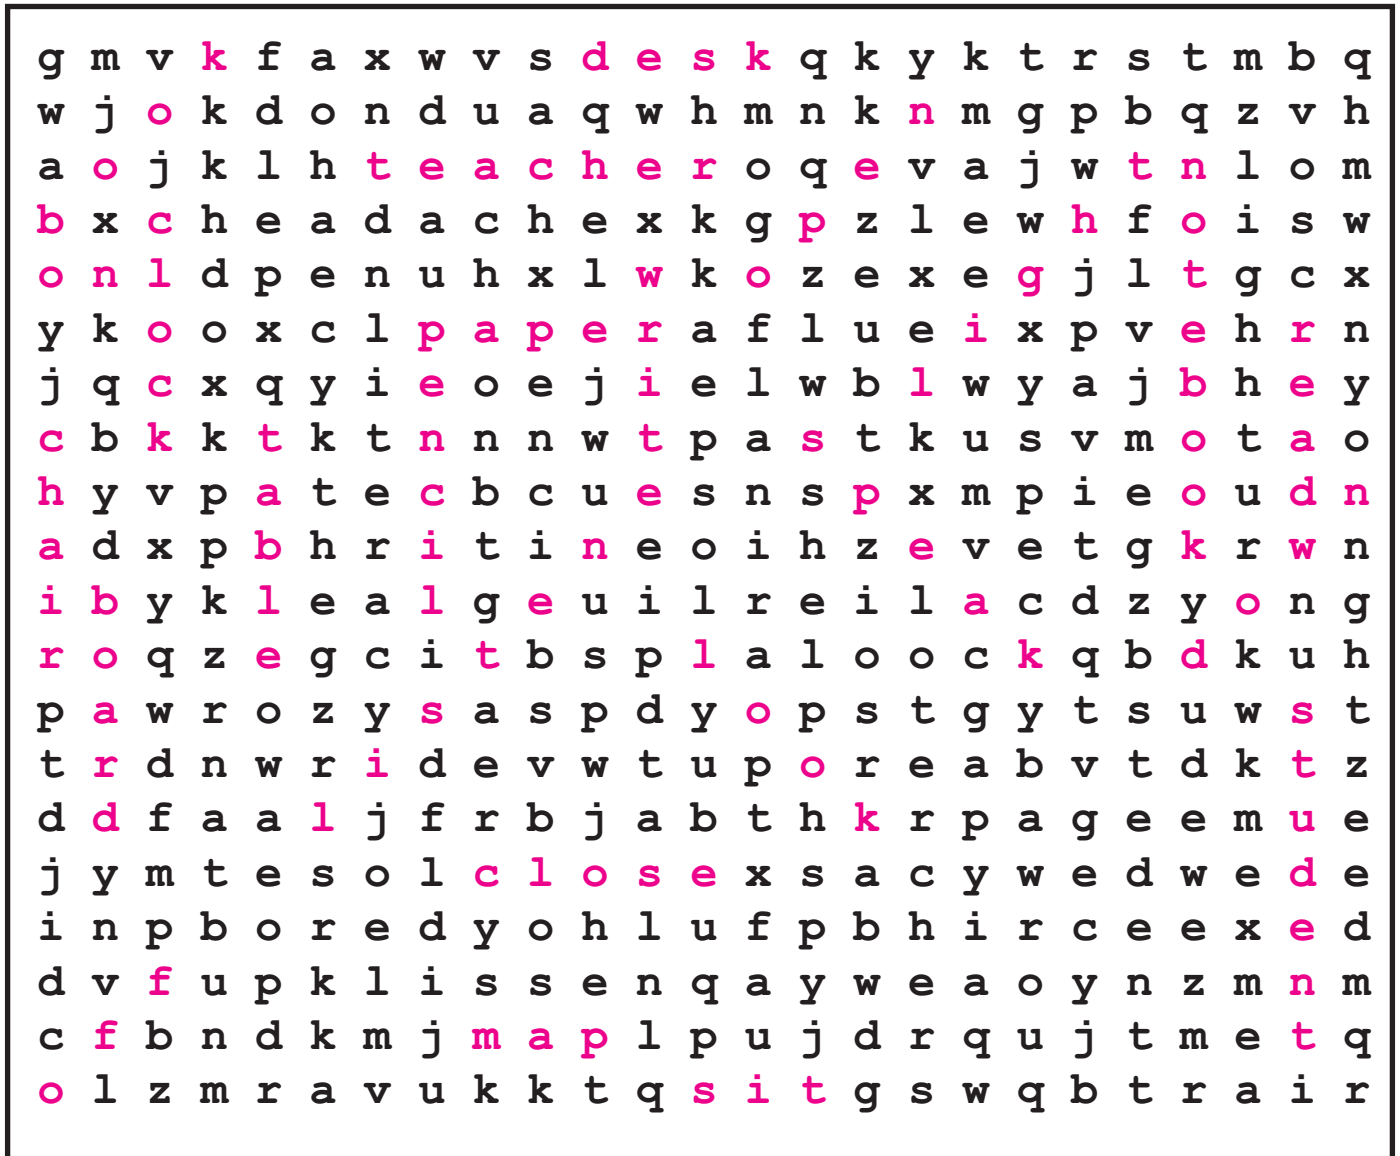 g m v k f a x w v s d e s k q k y k t r s t m b q
w j o k d o n d u a q w h m n k n m g p b q z v h
a o j k l h t e a c h e r o q e v a j w t n l o m
b x c h e a d a c h e x k g p z l e w h f o i s w
o n l d p e n u h x l w k o z e x e g j l t g c x
y k o o x c l p a p e r a f l u e i x p v e h r n
j q c x q y i e o e j i e l w b l w y a j b h e y
c b k k t k t n n n w t p a s t k u s v m o t a o
h y v p a t e c b c u e s n s p x m p i e o u d n
a d x p b h r i t i n e o i h z e v e t g k r w n
i b y k l e a l g e u i l r e i l a c d z y o n g
r o q z e g c i t b s p l a l o o c k q b d k u h
p a w r o z y s a s p d y o p s t g y t s u w s t
t r d n w r i d e v w t u p o r e a b v t d k t z
d d f a a l j f r b j a b t h k r p a g e e m u e
j y m t e s o l c l o s e x s a c y w e d w e d e
i n p b o r e d y o h l u f p b h i r c e e x e d
d v f u p k l i s s e n q a y w e a o y n z m n m
c f b n d k m j m a p l p u j d r q u j t m e t q
o l z m r a v u k k t q s i t g s w q b t r a i r